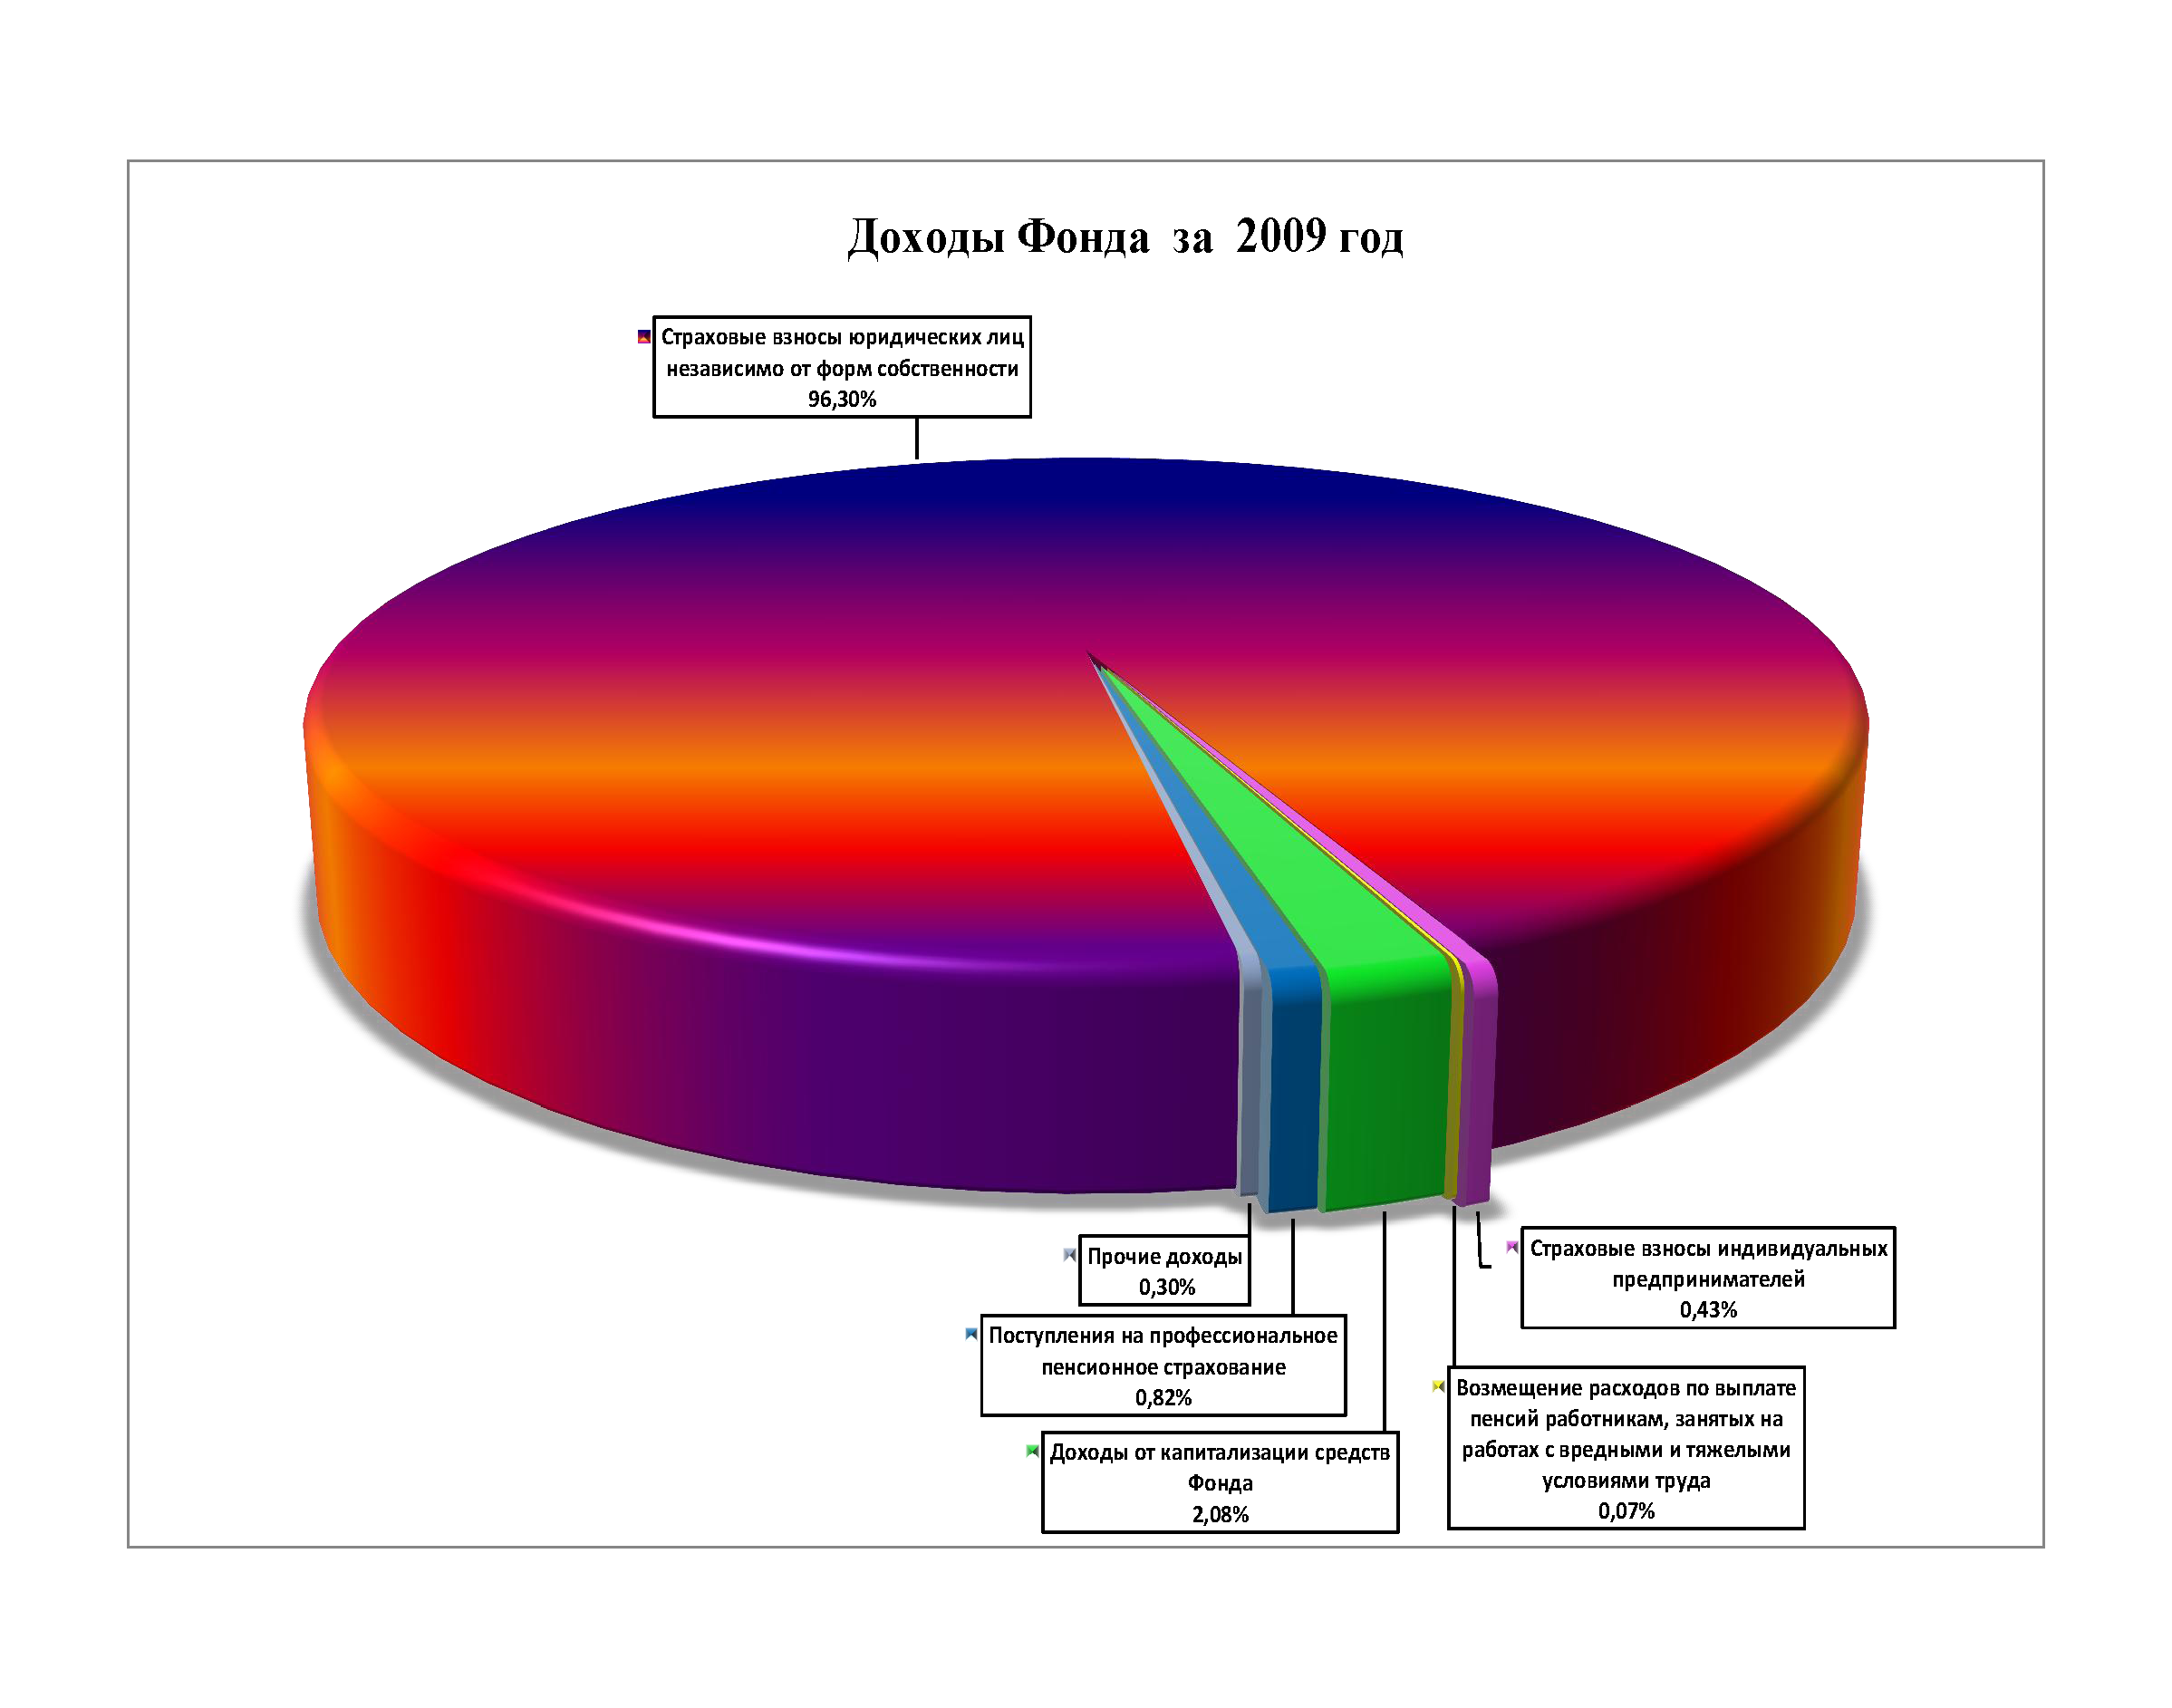 Доходы Фонда за 2009 год
Страховые взносы юридических лиц
независимо от форм собственности
96,30%
Прочие доходы
0,30%
Поступления на профессиональное
пенсионное страхование
0,82%
Доходы от капитализации средств
Фонда
2,08%
Страховые взносы индивидуальных
предпринимателей
0,43%
Возмещение расходов по выплате
пенсий работникам, занятых на
работах с вредными и тяжелыми
условиями труда
0,07%